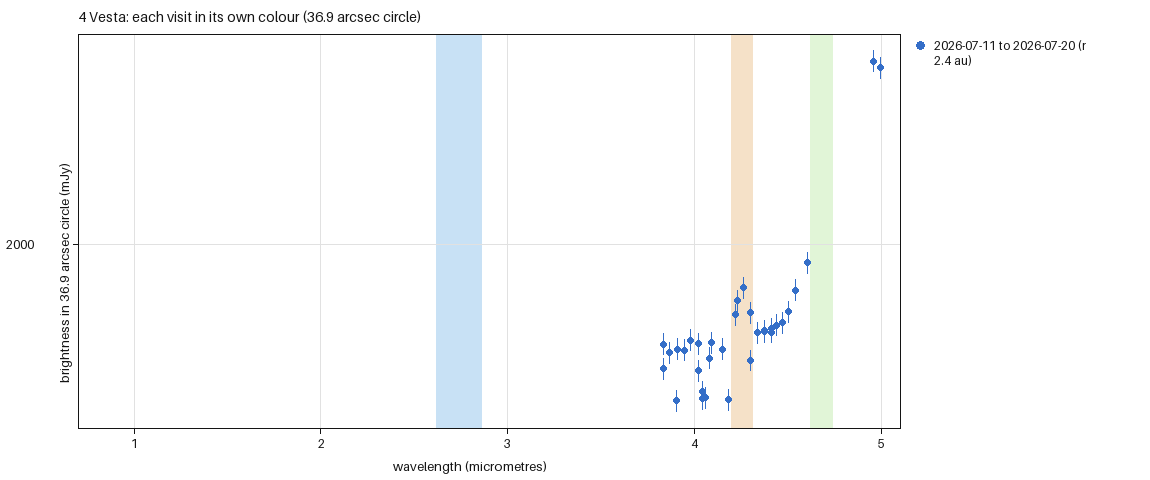 4 Vesta: each visit in its own colour (36.9 arcsec circle)
2026-07-11 to 2026-07-20 (r
2.4 au)
brightness in 36.9 arcsec circle (mJy)
2000
1 2 3 4 5
wavelength (micrometres)